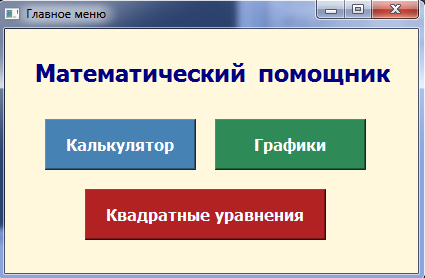 Главное меню
Математический помощник
Калькулятор
Графики
Квадратные уравнения